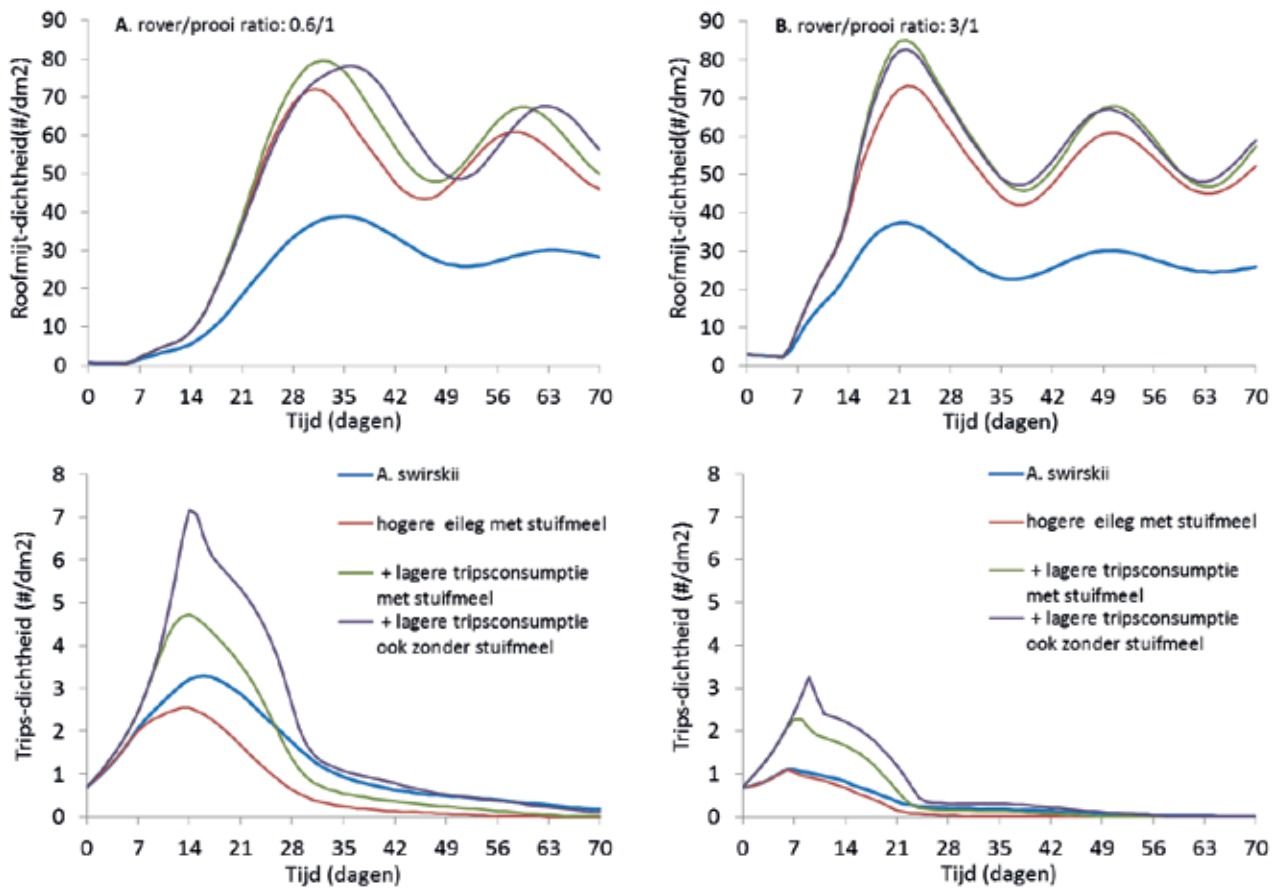 A. rover/prooi ratio: 0.6/1
Roofmijt-dichtheid(#/dm2)
90
80
70
60
50
40
30
20
10
0
0 7 14 21 28 35 42 49 56 63 70
Tijd (dagen)
B. rover/prooi ratio: 3/1
Roofmijt-dichtheid(#/dm2)
90
80
70
60
50
40
30
20
10
0
0 7 14 21 28 35 42 49 56 63 70
Tijd (dagen)
Trips-dichtheid (#/dm2)
8
7
6
5
4
3
2
1
0
0 7 14 21 28 35 42 49 56 63 70
Tijd (dagen)
A. swirskii
hogere eileg met stuifmeel
+ lagere tripsconsumptie
met stuifmeel
+ lagere tripsconsumptie
ook zonder stuifmeel
Trips-dichtheid (#/dm2)
8
7
6
5
4
3
2
1
0
0 7 14 21 28 35 42 49 56 63 70
Tijd (dagen)
A. swirskii
hogere eileg met stuifmeel
+ lagere tripsconsumptie
met stuifmeel
+ lagere tripsconsumptie
ook zonder stuifmeel